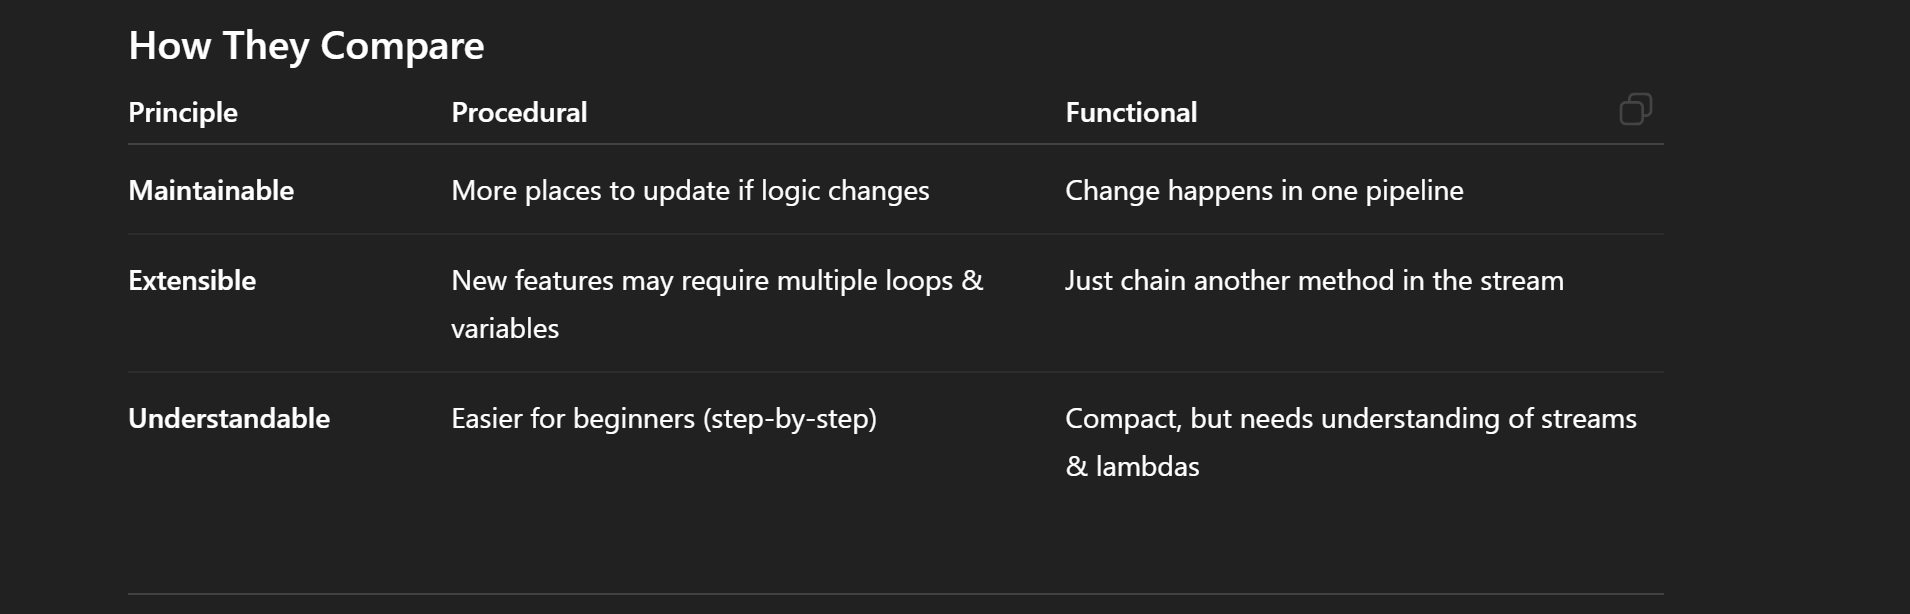 How They Compare
Principle Procedural Functional
Maintainable More places to update if logic changes Change happens in one pipeline
Extensible New features may require multiple loops & Just chain another method in the stream
variables
Understandable Easier for beginners (step-by-step) Compact, but needs understanding of streams
& lambdas